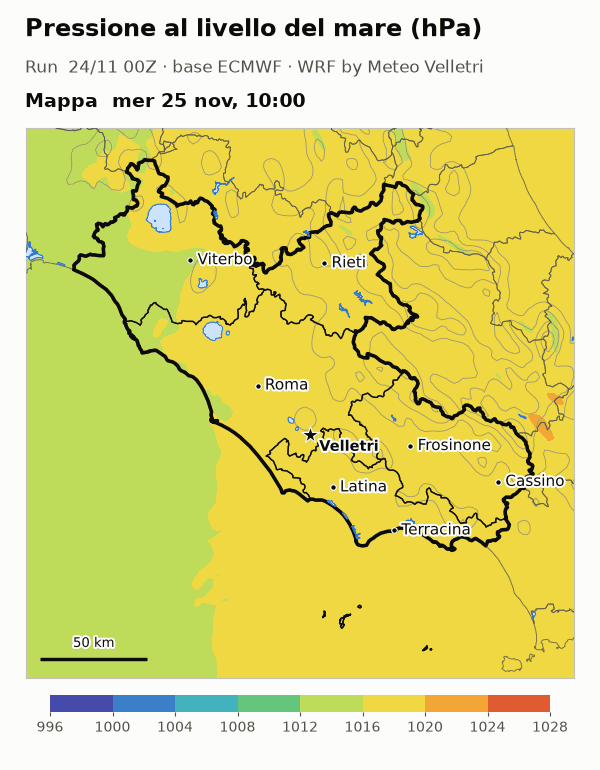 Pressione al livello del mare (hPa)
Run  24/11 00Z · base ECMWF · WRF by Meteo Velletri
Mappa  mer 25 nov, 10:00
Viterbo
Rieti
Roma
Velletri
Frosinone
Cassino
Latina
Terracina
50 km
996 1000 1004 1008 1012 1016 1020 1024 1028